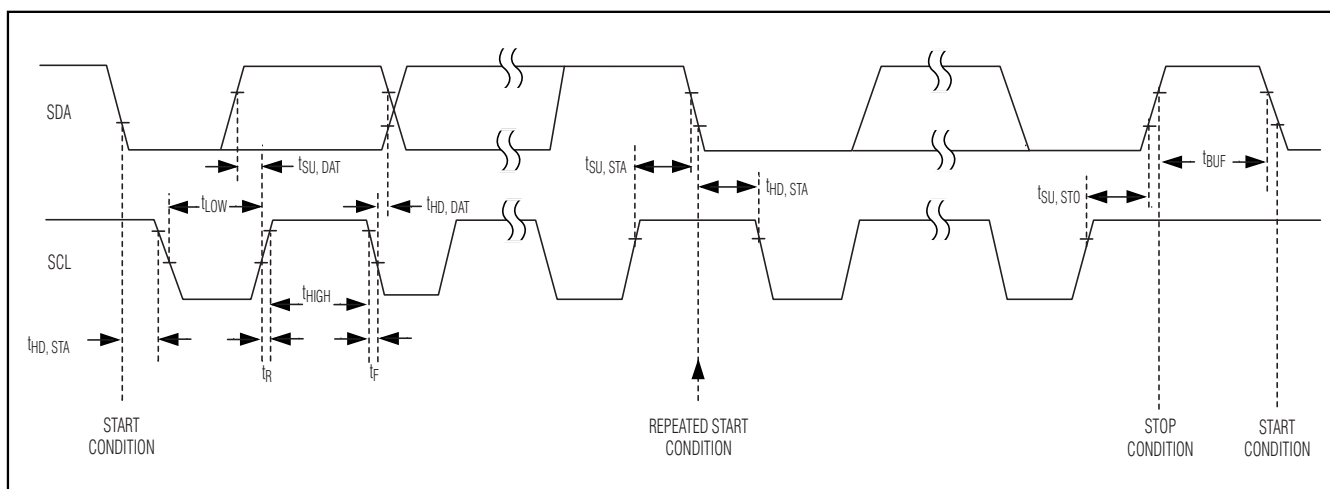 SDA
tSU, DAT
tSU, STA
tBUF
tLOW
tHD, DAT
tHD, STA
tSU, STO
SCL
tHIGH
tHD, STA
tR
tF
START
CONDITION
REPEATED START
CONDITION
STOP
CONDITION
START
CONDITION